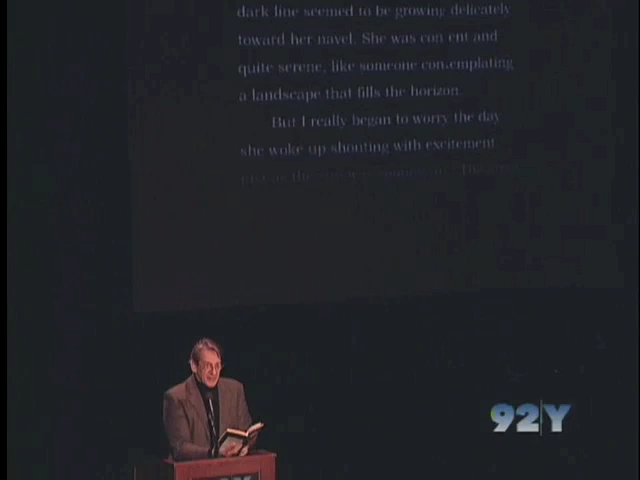 dark line seemed to be growing delicately
toward her navel. She was con ent and
quite serene, like someone contemplating
a landscape that fills the horizon
But I really began to worry the day
she woke up shouting with excitement
92Y